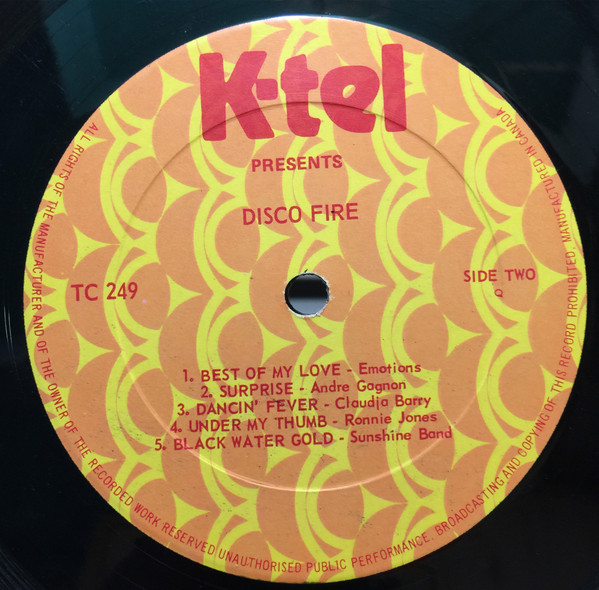 K-tel
PRESENTS
DISCO FIRE
TC 249
SIDE TWO
1. BEST OF MY LOVE - Emotions
2. SURPRISE - Andre Gagnon
3. DANCIN' FEVER - Claudja Barry
4. UNDER MY THUMB - Ronnie Jones
5. BLACK WATER GOLD - Sunshine Band
ALL RIGHTS OF THE MANUFACTURER AND OF THE OWNER OF THE RECORDED WORK RESERVED UNAUTHORISED PUBLIC PERFORMANCE, BROADCASTING AND COPYING OF THIS RECORD PROHIBITED. MANUFACTURED IN CANADA